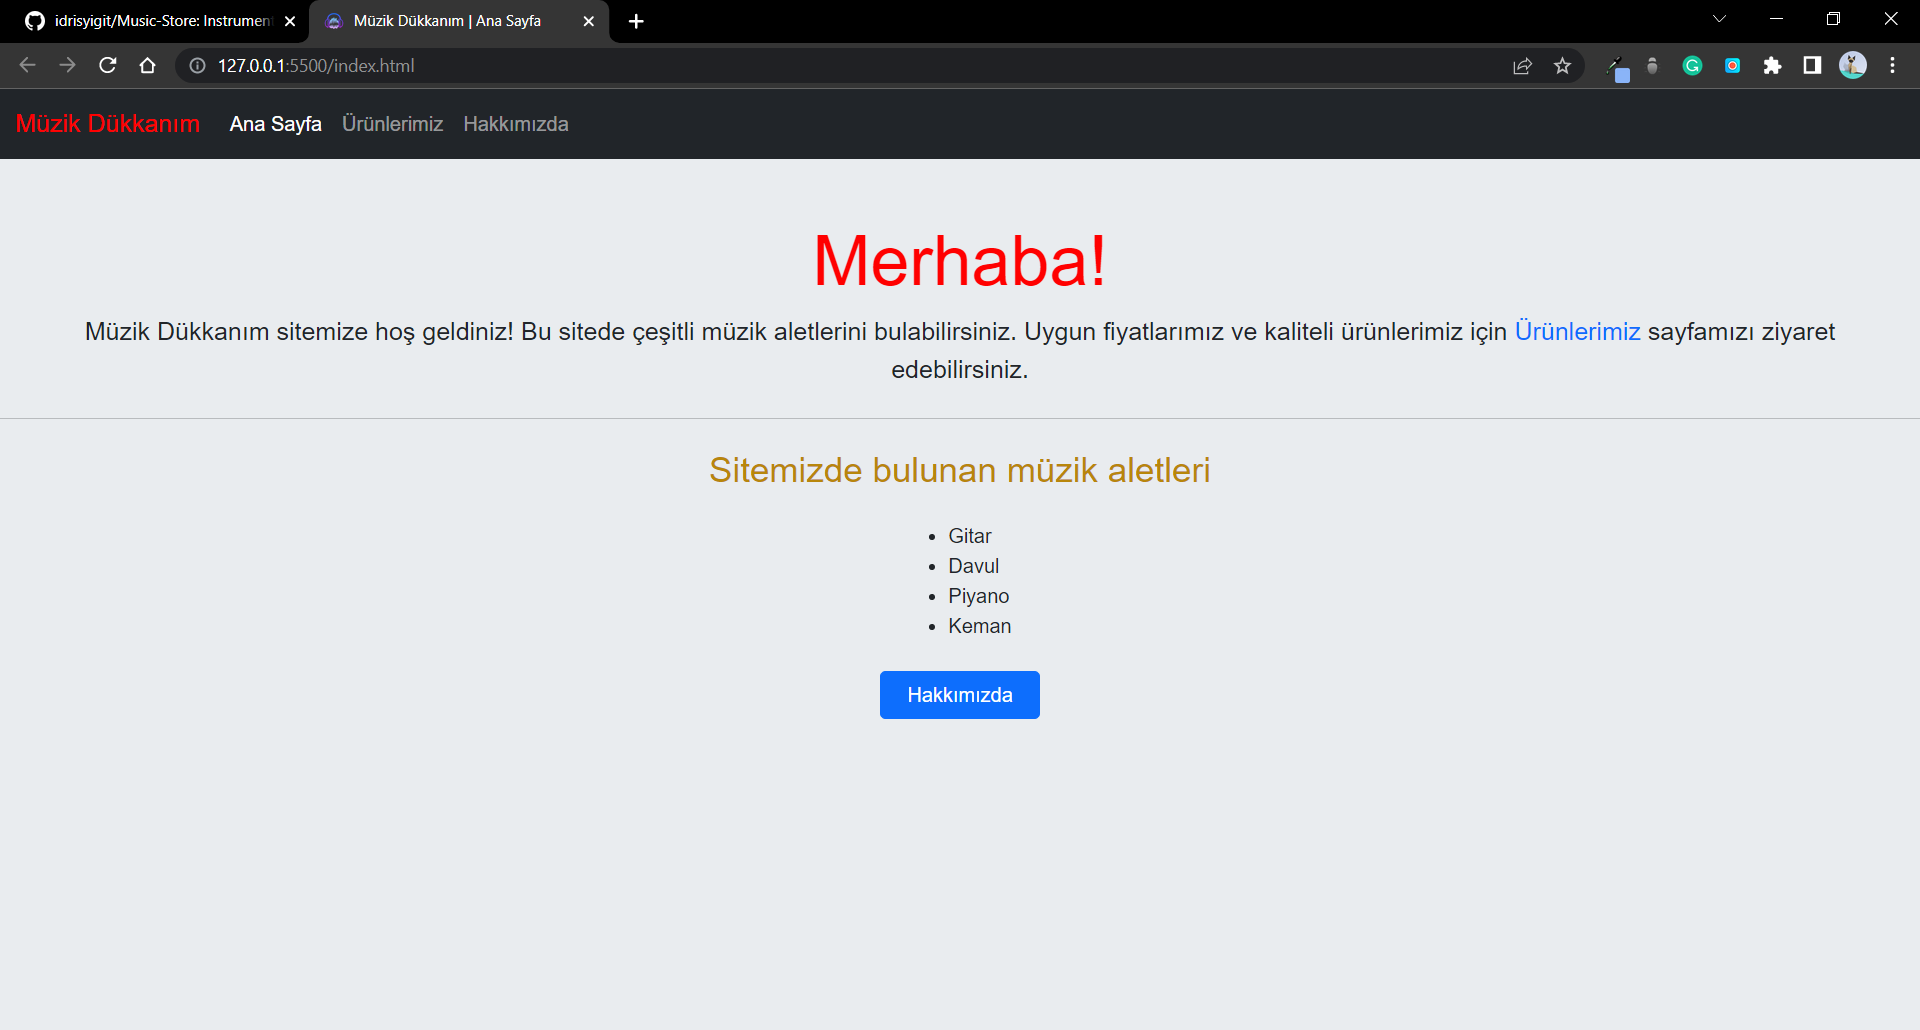 idrisyigit/Music-Store: Instrument
Müzik Dükkanım | Ana Sayfa
127.0.0.1:5500/index.html
Müzik Dükkanım Ana Sayfa Ürünlerimiz Hakkımızda
Merhaba!
Müzik Dükkanım sitemize hoş geldiniz! Bu sitede çeşitli müzik aletlerini bulabilirsiniz. Uygun fiyatlarımız ve kaliteli ürünlerimiz için Ürünlerimiz sayfamızı ziyaret
edebilirsiniz.
Sitemizde bulunan müzik aletleri
• Gitar
• Davul
• Piyano
• Keman
Hakkımızda